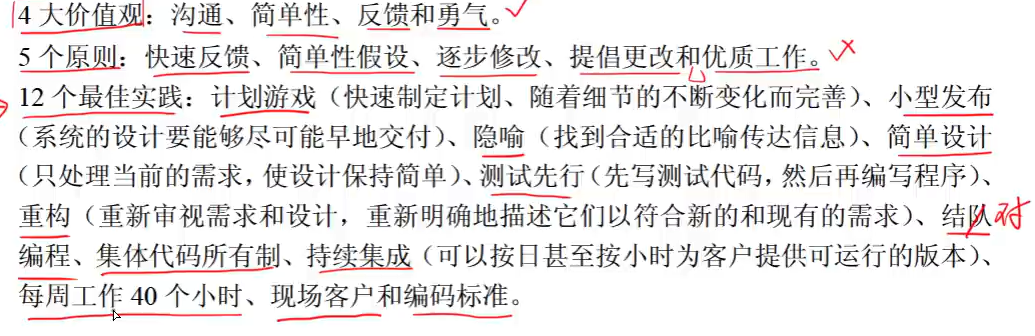 4 大价值观：沟通、简单性、反馈和勇气。
5 个原则：快速反馈、简单性假设、逐步修改、提倡更改和优质工作。
12 个最佳实践：计划游戏（快速制定计划、随着细节的不断变化而完善）、小型发布
（系统的设计要能够尽可能早地交付）、隐喻（找到合适的比喻传达信息）、简单设计
（只处理当前的需求，使设计保持简单）、测试先行（先写测试代码，然后再编写程序）、
重构（重新审视需求和设计，重新明确地描述它们以符合新的和现有的需求）、结队 对
编程、集体代码所有制、持续集成（可以按日甚至按小时为客户提供可运行的版本）、
每周工作 40 个小时、现场客户和编码标准。